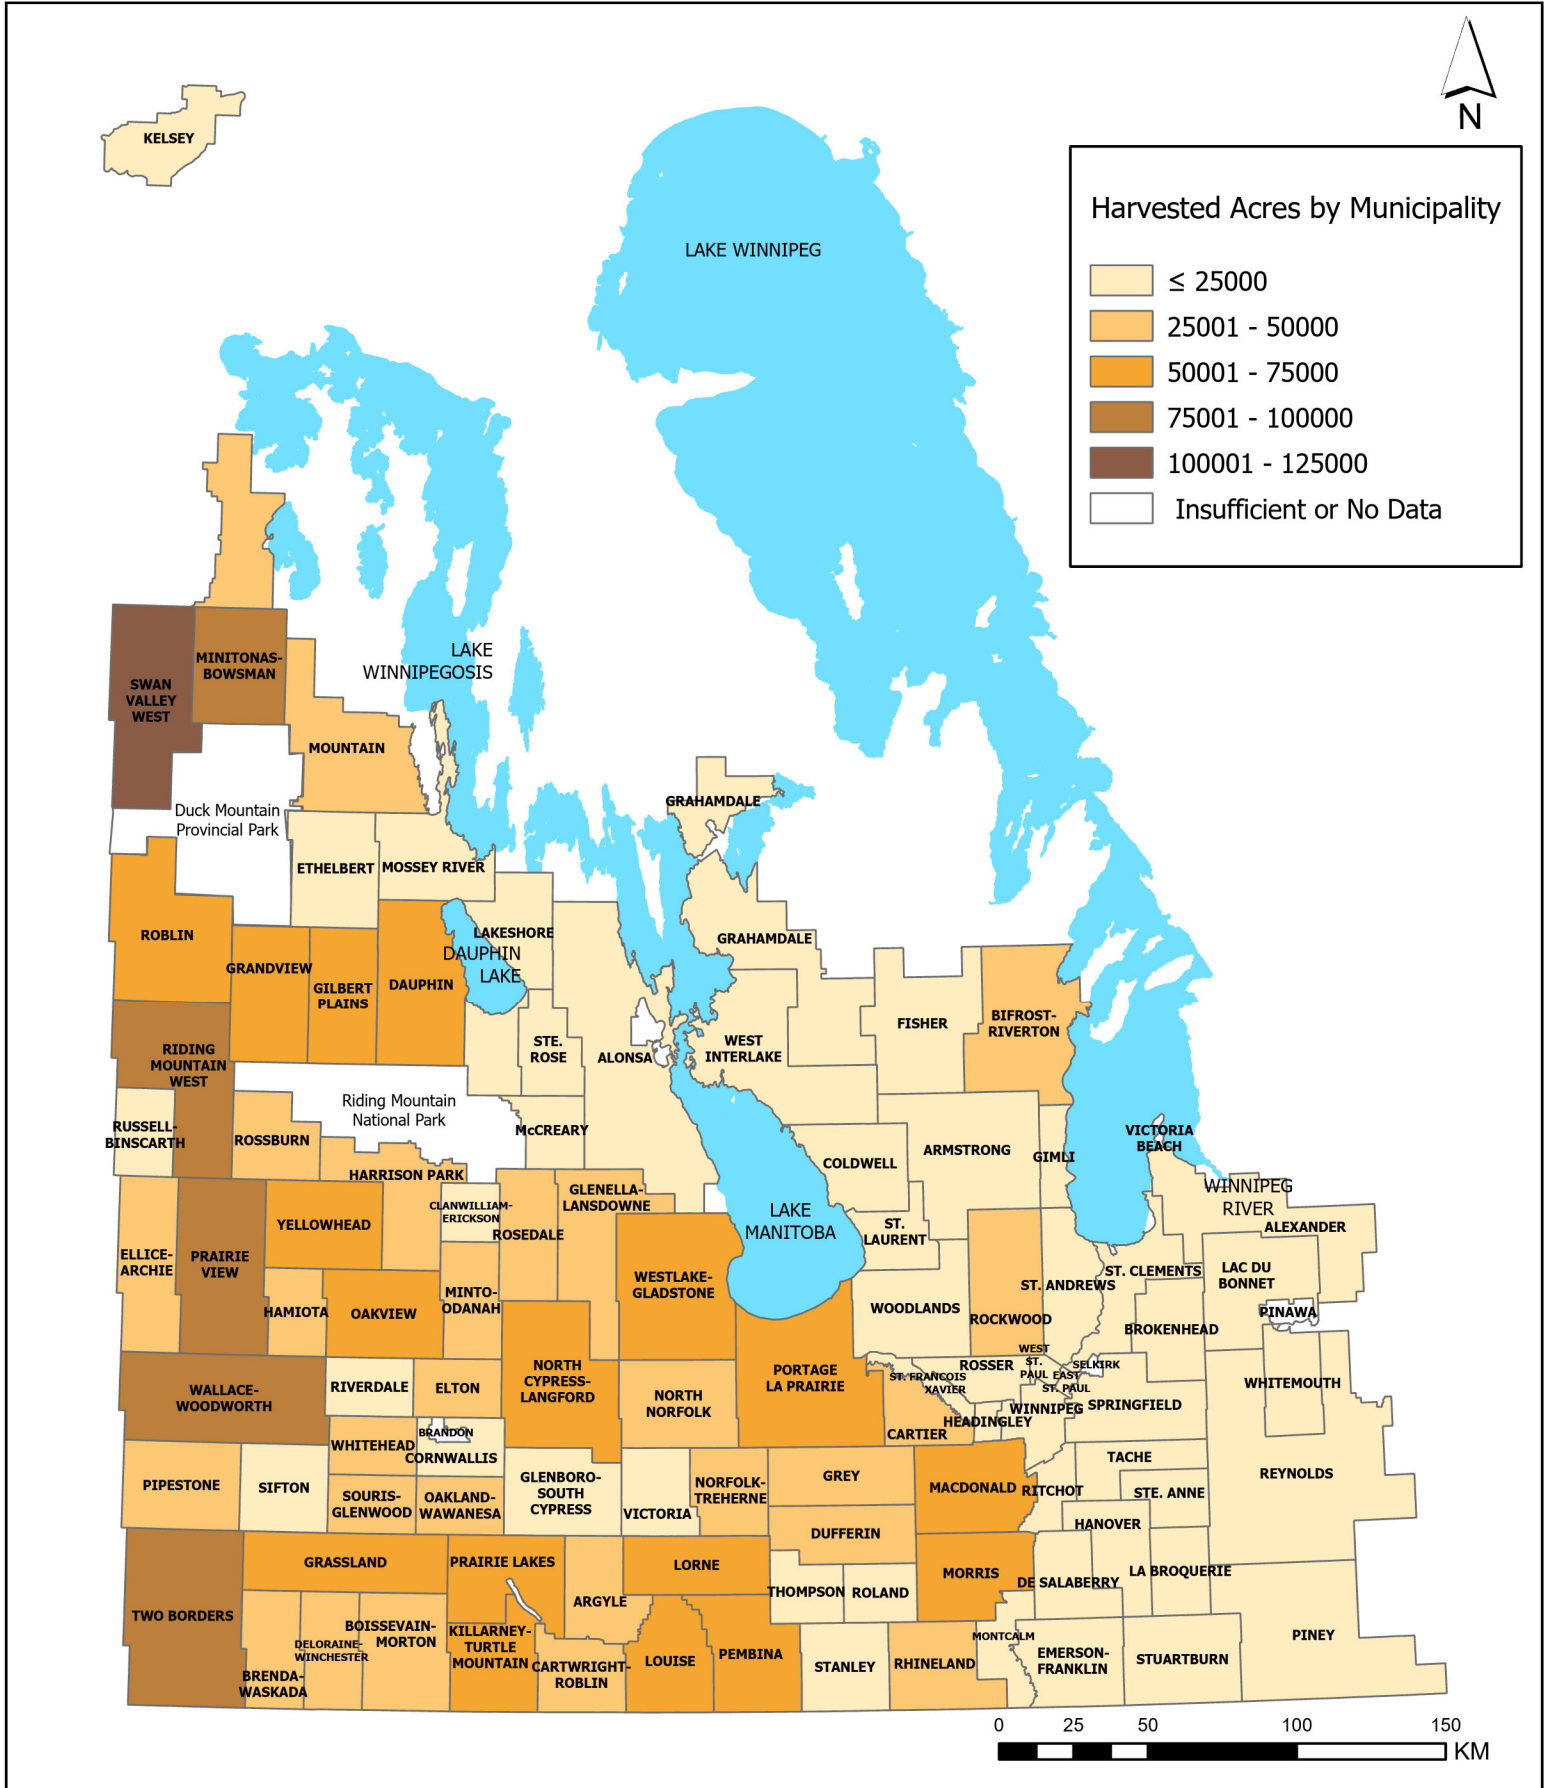 N
KELSEY
Harvested Acres by Municipality
≤ 25000
25001 - 50000
50001 - 75000
75001 - 100000
100001 - 125000
Insufficient or No Data
LAKE WINNIPEG
LAKE
WINNIPEGOSIS
MINITONAS-
BOWSMAN
SWAN
VALLEY
WEST
MOUNTAIN
Duck Mountain
Provincial Park
GRAHAMDALE
ETHELBERT
MOSSEY RIVER
ROBLIN
LAKESHORE
DAUPHIN
LAKE
GRAHAMDALE
GRANDVIEW
GILBERT
PLAINS
DAUPHIN
FISHER
BIFROST-
RIVERTON
STE.
ROSE
ALONSA
WEST
INTERLAKE
RIDING
MOUNTAIN
WEST
Riding Mountain
National Park
RUSSELL-
BINSCARTH
ROSSBURN
McCREARY
VICTORIA
BEACH
ARMSTRONG
GIMLI
COLDWELL
HARRISON PARK
GLENELLA-
LANSDOWNE
WINNIPEG
RIVER
ALEXANDER
CLANWILLIAM-
ERICKSON
ROSEDALE
YELLOWHEAD
LAKE
MANITOBA
ST.
LAURENT
ELLICE-
ARCHIE
PRAIRIE
VIEW
ST. CLEMENTS
LAC DU
BONNET
WESTLAKE-
GLADSTONE
ST. ANDREWS
MINTO-
ODANAH
HAMIOTA
OAKVIEW
WOODLANDS
ROCKWOOD
PINAWA
BROKENHEAD
WEST
ST.
PAUL
ROSSER
SELKIRK
EAST
ST. PAUL
ST. FRANCOIS
XAVIER
NORTH
CYPRESS-
LANGFORD
PORTAGE
LA PRAIRIE
WHITEMOUTH
RIVERDALE
ELTON
WALLACE-
WOODWORTH
NORTH
NORFOLK
WINNIPEG
SPRINGFIELD
HEADINGLEY
CARTIER
BRANDON
WHITEHEAD
CORNWALLIS
TACHE
PIPESTONE
SIFTON
GLENBORO-
SOUTH
CYPRESS
GREY
REYNOLDS
NORFOLK-
TREHERNE
MACDONALD
RITCHOT
STE. ANNE
SOURIS-
GLENWOOD
OAKLAND-
WAWANESA
VICTORIA
HANOVER
DUFFERIN
GRASSLAND
PRAIRIE LAKES
LORNE
MORRIS
LA BROQUERIE
DE SALABERRY
THOMPSON
ROLAND
ARGYLE
TWO BORDERS
BOISSEVAIN-
MORTON
DELORAINE-
WINCHESTER
KILLARNEY-
TURTLE
MOUNTAIN
MONTCALM
PINEY
LOUISE
PEMBINA
EMERSON-
FRANKLIN
STUARTBURN
STANLEY
RHINELAND
CARTWRIGHT-
ROBLIN
BRENDA-
WASKADA
0 25 50 100 150
KM